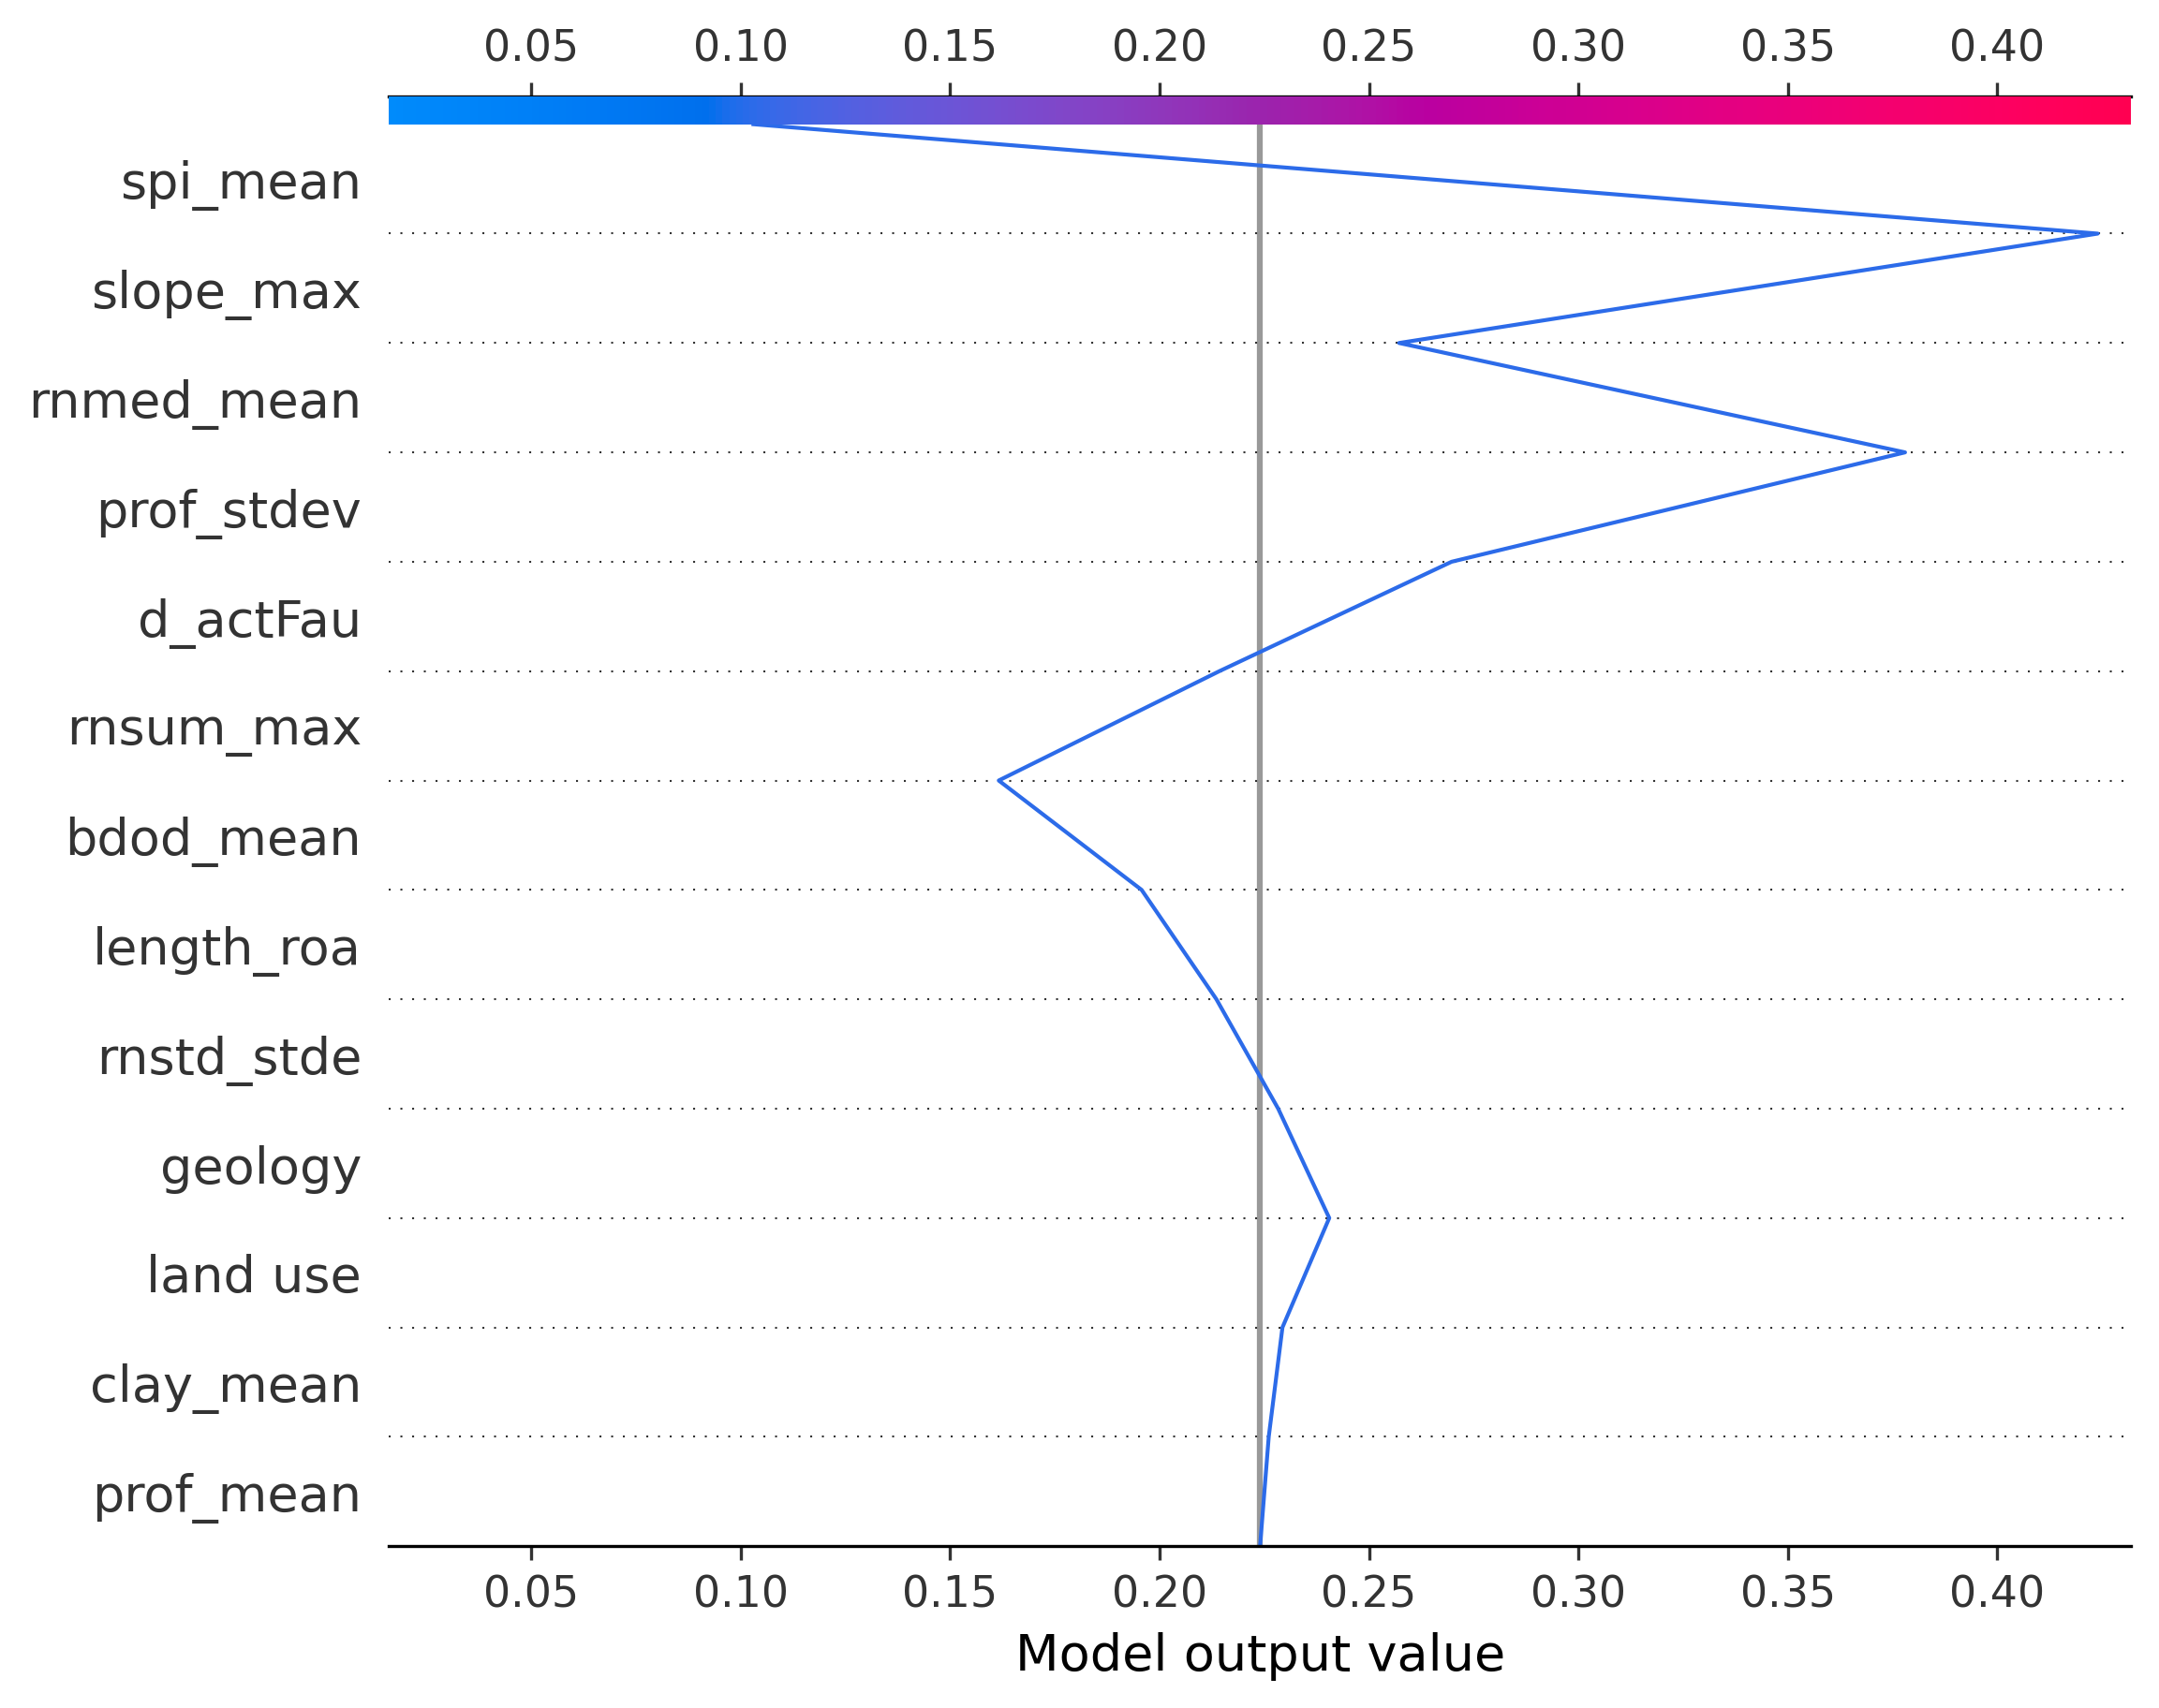 0.05 0.10 0.15 0.20 0.25 0.30 0.35 0.40
spi_mean
slope_max
rnmed_mean
prof_stdev
d_actFau
rnsum_max
bdod_mean
length_roa
rnstd_stde
geology
land use
clay_mean
prof_mean
0.05 0.10 0.15 0.20 0.25 0.30 0.35 0.40
Model output value